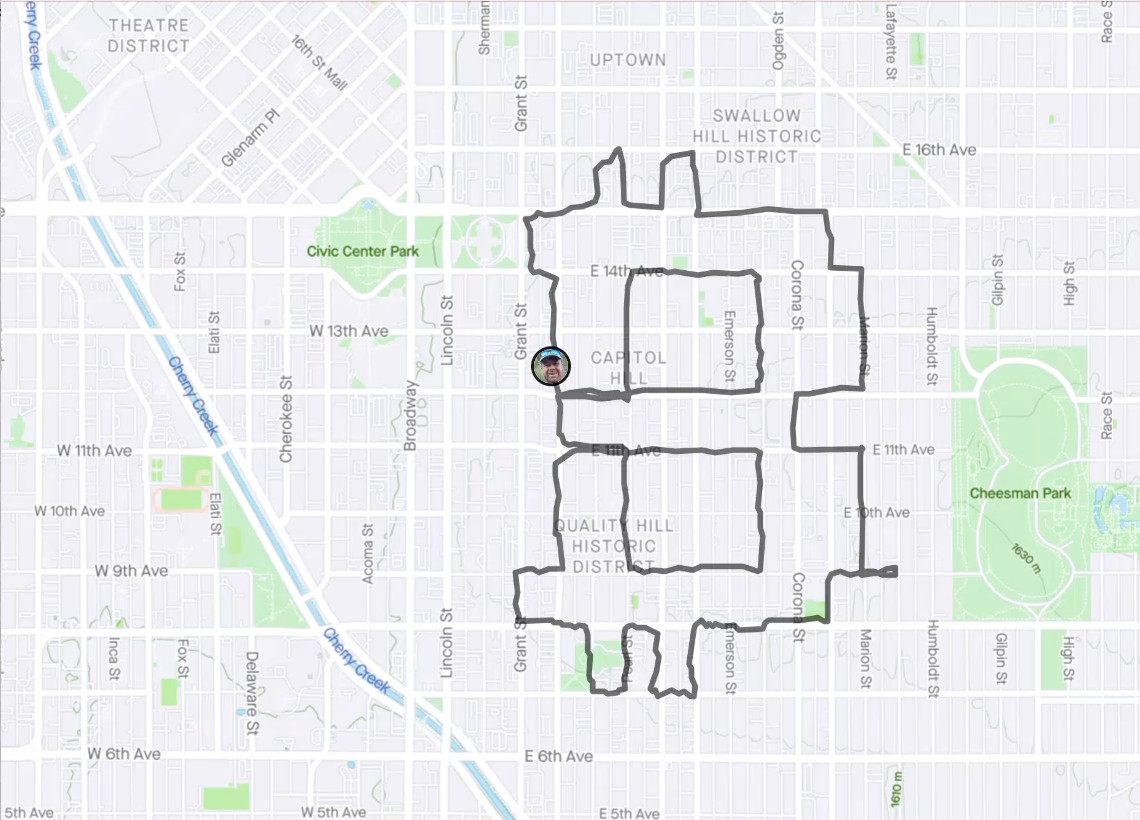 Cherry Creek
THEATRE
DISTRICT
16th St Mall
Glenarm Pl
Sherman
Grant St
UPTOWN
Ogden St
Lafayette St
Race S
SWALLOW
HILL HISTORIC
DISTRICT
E 16th Ave
Civic Center Park
Fox St
E 14th Ave
Corona St
Gilpin St
High St
Elati St
W 13th Ave
Lincoln St
Grant St
Emerson St
Marion St
Humboldt St
CAPITOL
HILL
Cherry Creek
Cherokee St
Broadway
Race St
W 11th Ave
E 11th Ave
E 11th Ave
Elati St
Cheesman Park
W 10th Ave
E 10th Ave
QUALITY HILL
HISTORIC
DISTRICT
Acoma St
1630 m
W 9th Ave
Corona St
Lincoln St
Grant St
Pearl St
Emerson St
Marion St
Humboldt St
Gilpin St
High St
Inca St
Fox St
Delaware St
Cherry Creek
W 6th Ave
E 6th Ave
1610 m
5th Ave
W 5th Ave
E 5th Ave